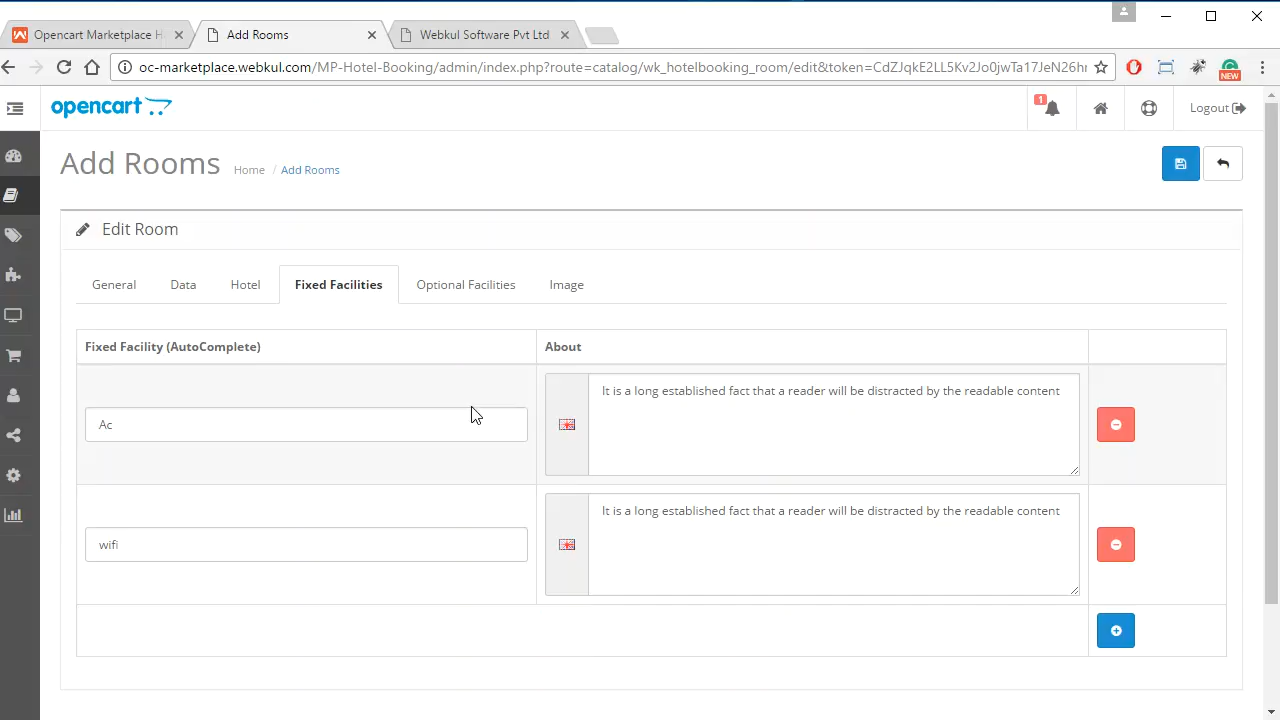 Opencart Marketplace H
Add Rooms
Webkul Software Pvt Ltd
oc-marketplace.webkul.com/MP-Hotel-Booking/admin/index.php?route=catalog/wk_hotelbooking_room/edit&token=CdZJqkE2LL5Kv2Jo0jwTa17JeN26hr
NEW
opencart
1
Logout
Add Rooms
Home / Add Rooms
Edit Room
General
Data
Hotel
Fixed Facilities
Optional Facilities
Image
Fixed Facility (AutoComplete)
About
Ac
It is a long established fact that a reader will be distracted by the readable content
wifi
It is a long established fact that a reader will be distracted by the readable content